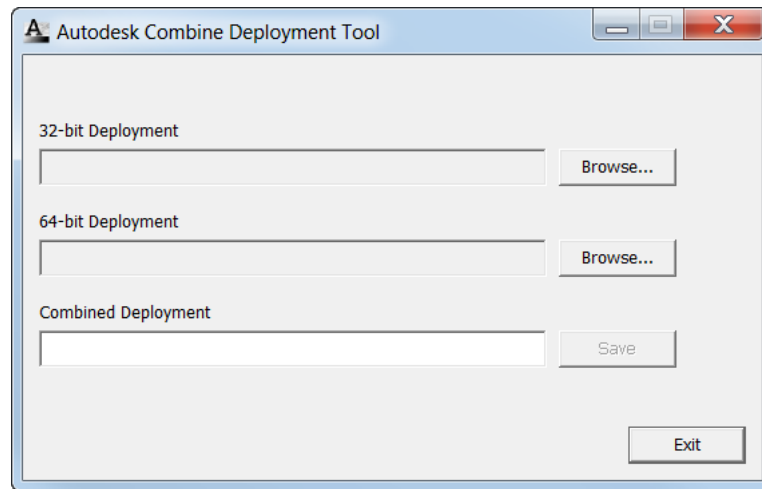 Autodesk Combine Deployment Tool
32-bit Deployment
Browse...
64-bit Deployment
Browse...
Combined Deployment
Save
Exit